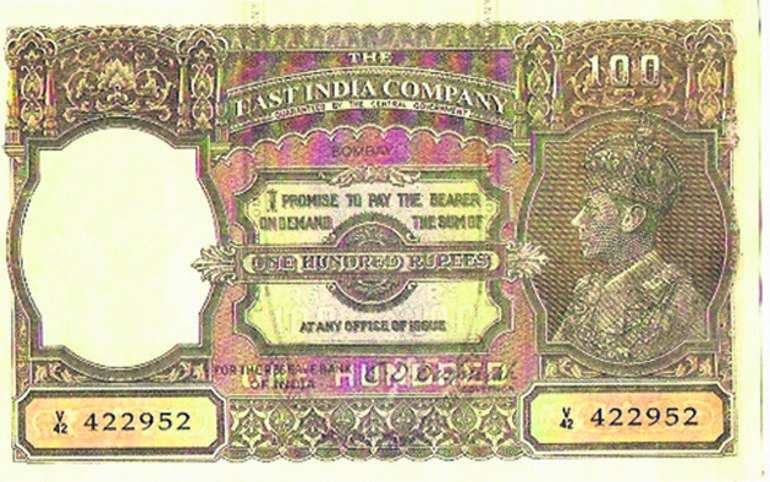 THE
100
EAST INDIA COMPANY
GUARANTEED BY THE CENTRAL GOVERNMENT
BOMBAY
I PROMISE TO PAY THE BEARER
ON DEMAND THE SUM OF
ONE HUNDRED RUPEES
AT ANY OFFICE OF ISSUE
FOR THE RESERVE BANK
OF INDIA
V/42 422952
V/42 422952